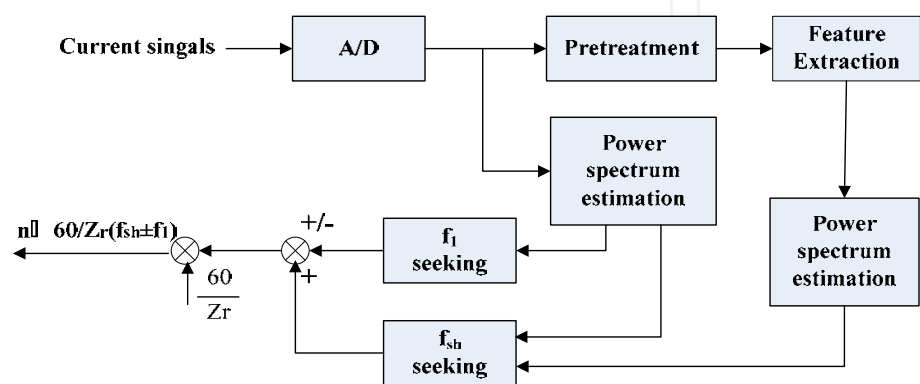 Current singals
A/D
Pretreatment
Feature
Extraction
Power
spectrum
estimation
Power
spectrum
estimation
n▯ 60/Zr(fsh±f1)
+/-
+
f1
seeking
60
Zr
fsh
seeking